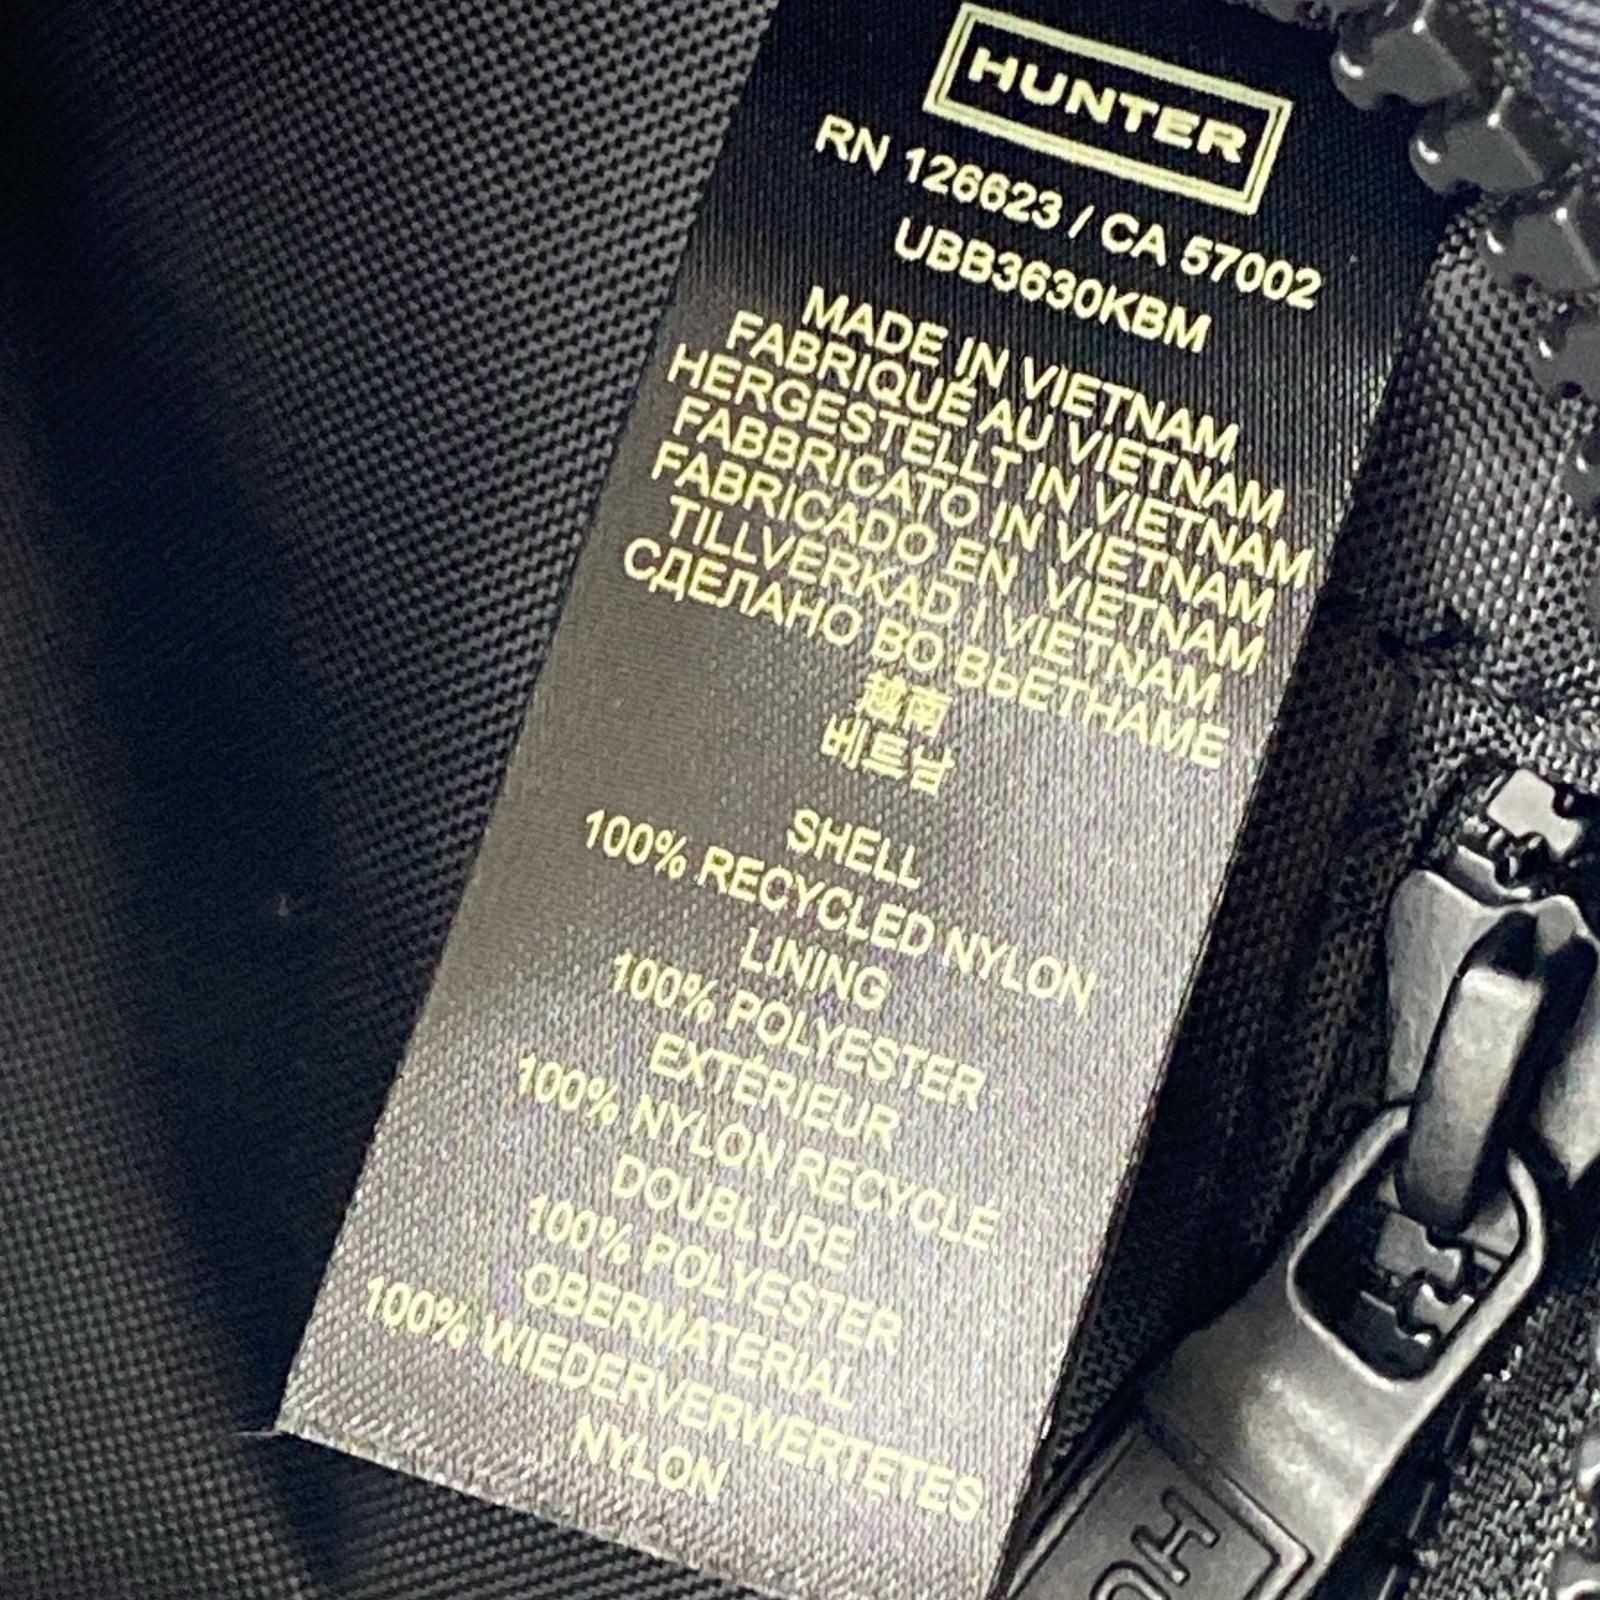 HUNTER
RN 126623 / CA 57002
UBB3630KBM
MADE IN VIETNAM
FABRIQUÉ AU VIETNAM
HERGESTELLT IN VIETNAM
FABBRICATO IN VIETNAM
FABRICADO EN VIETNAM
TILLVERKAD I VIETNAM
СДЕЛАНО ВО ВЬЕТНАМЕ
越南
베트남
SHELL
100% RECYCLED NYLON
LINING
100% POLYESTER
EXTÉRIEUR
100% NYLON RECYCLÉ
DOUBLURE
100% POLYESTER
OBERMATERIAL
100% WIEDERVERWERTETES
NYLON
HU